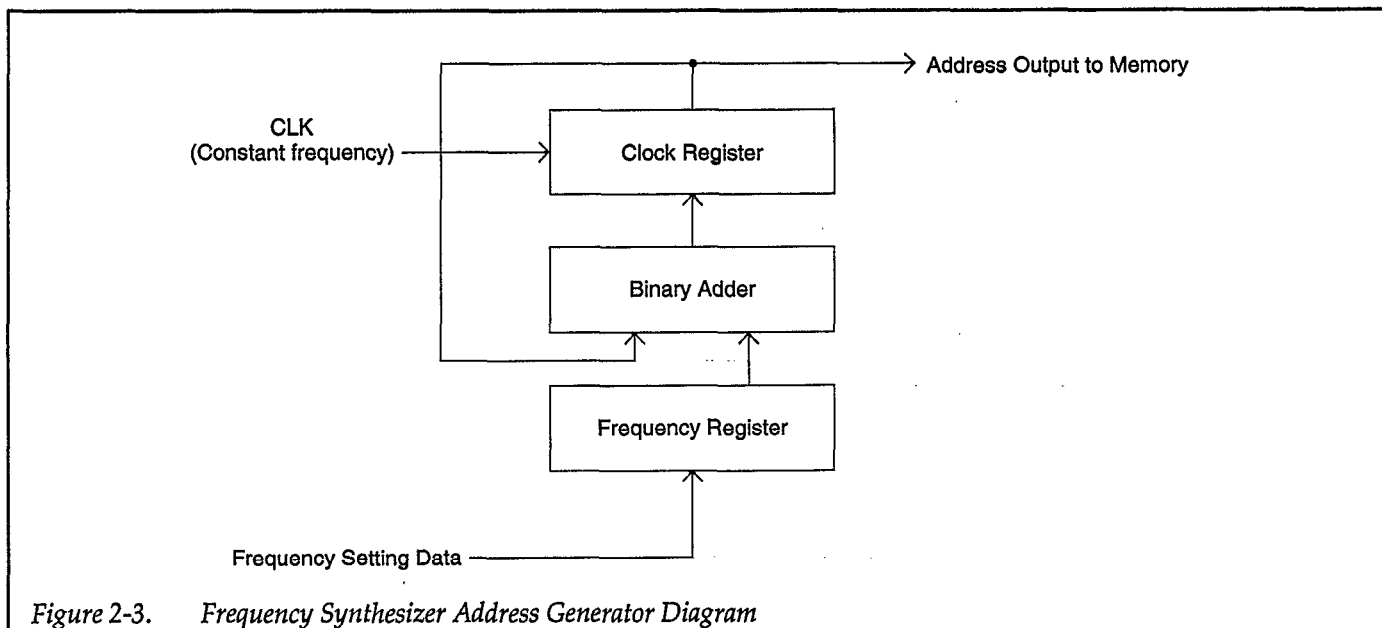 Address Output to Memory
CLK
(Constant frequency)
Clock Register
Binary Adder
Frequency Register
Frequency Setting Data
Figure 2-3. Frequency Synthesizer Address Generator Diagram